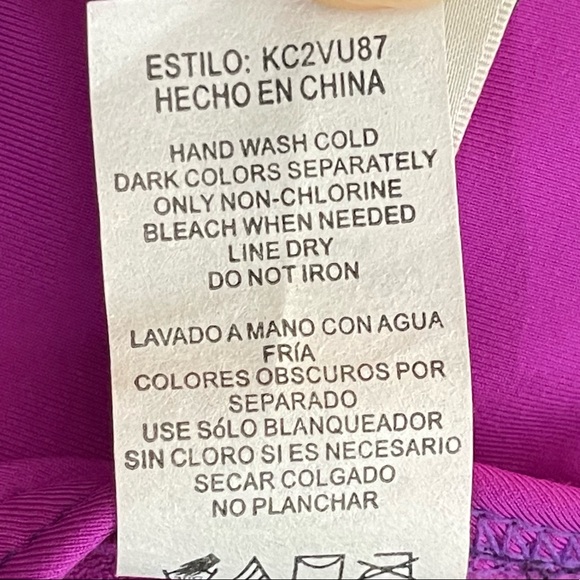 ESTILO: KC2VU87
HECHO EN CHINA
HAND WASH COLD
DARK COLORS SEPARATELY
ONLY NON-CHLORINE
BLEACH WHEN NEEDED
LINE DRY
DO NOT IRON
LAVADO A MANO CON AGUA
FRÍA
COLORES OBSCUROS POR
SEPARADO
USE SóLO BLANQUEADOR
SIN CLORO SI ES NECESARIO
SECAR COLGADO
NO PLANCHAR